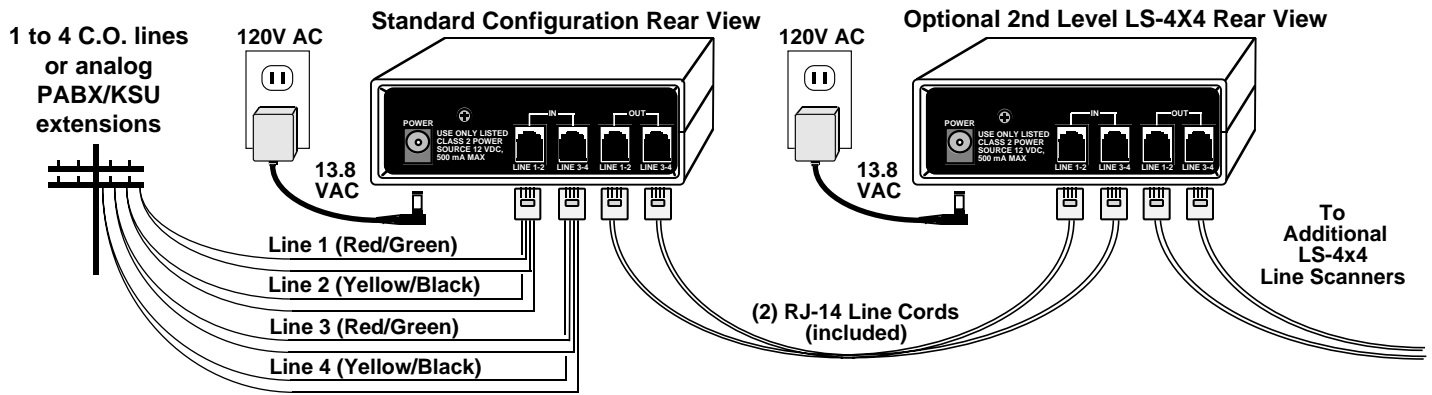 Standard Configuration Rear View
Optional 2nd Level LS-4X4 Rear View
1 to 4 C.O. lines
or analog
PABX/KSU
extensions
120V AC
POWER
USE ONLY LISTED
CLASS 2 POWER
SOURCE 12 VDC,
500 mA MAX
IN
OUT
LINE 1-2
LINE 3-4
LINE 1-2
LINE 3-4
13.8
VAC
120V AC
POWER
USE ONLY LISTED
CLASS 2 POWER
SOURCE 12 VDC,
500 mA MAX
IN
OUT
LINE 1-2
LINE 3-4
LINE 1-2
LINE 3-4
13.8
VAC
Line 1 (Red/Green)
Line 2 (Yellow/Black)
Line 3 (Red/Green)
Line 4 (Yellow/Black)
(2) RJ-14 Line Cords
(included)
To
Additional
LS-4x4
Line Scanners